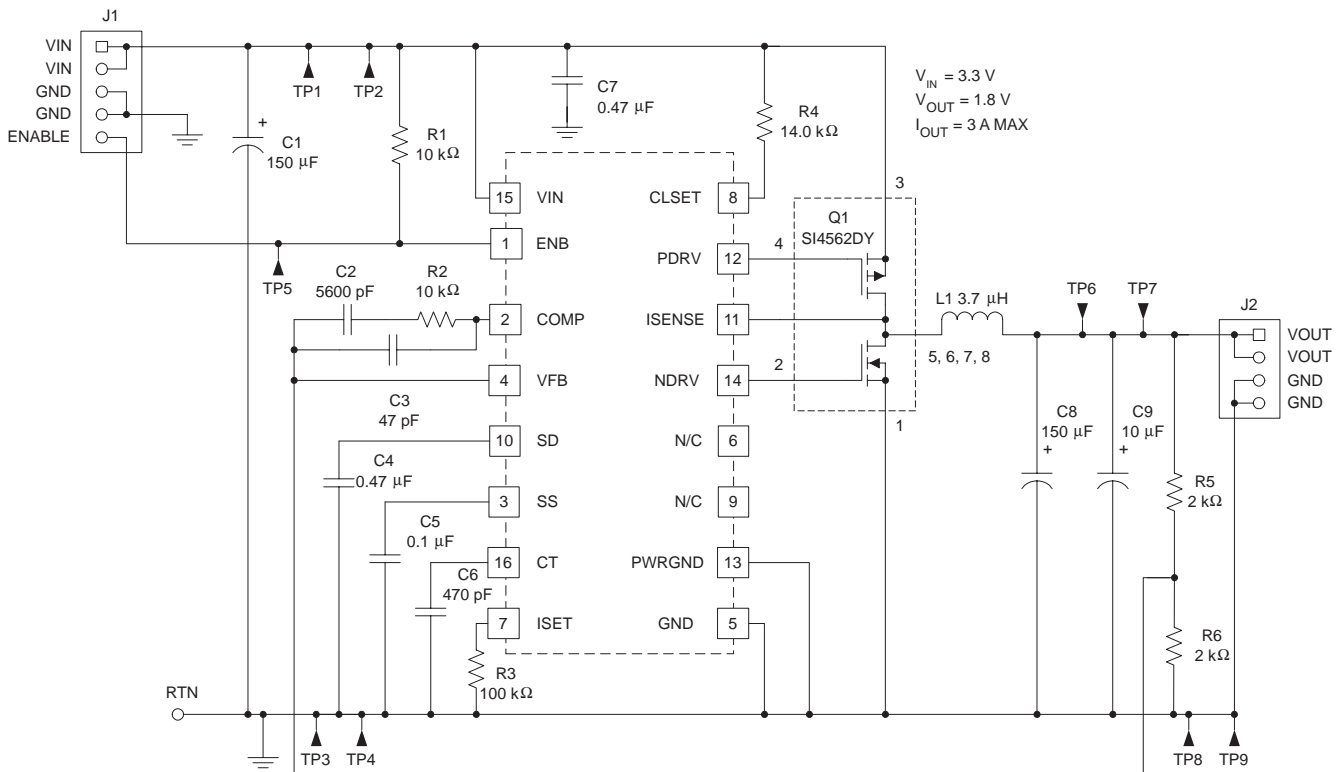 J1
VIN
VIN
GND
GND
ENABLE
TP1
TP2
C1
+
150 μF
R1
10 kΩ
C7
0.47 μF
R4
14.0 kΩ
V_IN = 3.3 V
V_OUT = 1.8 V
I_OUT = 3 A MAX
15 VIN
CLSET 8
1 ENB
PDRV 12
2 COMP
ISENSE 11
4 VFB
NDRV 14
10 SD
N/C 6
3 SS
N/C 9
16 CT
PWRGND 13
7 ISET
GND 5
TP5
C2
5600 pF
R2
10 kΩ
C3
47 pF
C4
0.47 μF
C5
0.1 μF
C6
470 pF
R3
100 kΩ
3
Q1
SI4562DY
4
2
1
L1 3.7 μH
5, 6, 7, 8
TP6
TP7
J2
VOUT
VOUT
GND
GND
C8
150 μF
+
C9
10 μF
+
R5
2 kΩ
R6
2 kΩ
RTN
TP3
TP4
TP8
TP9